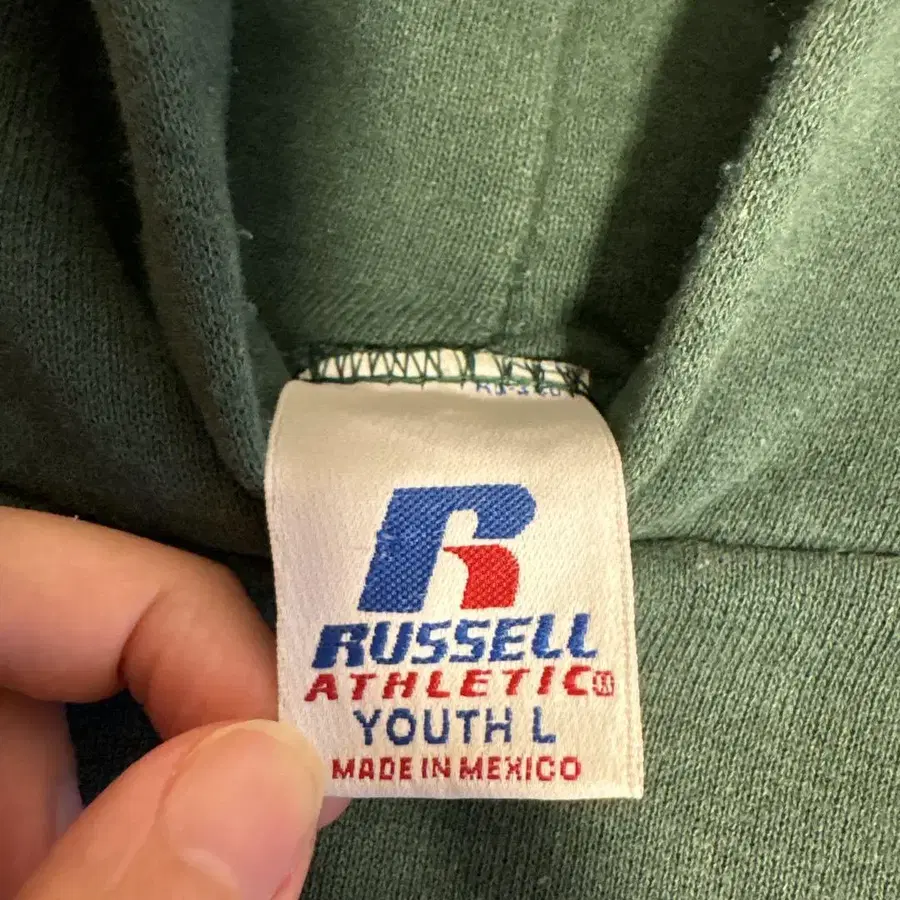 R
RUSSELL
ATHLETIC®
YOUTH L
MADE IN MEXICO